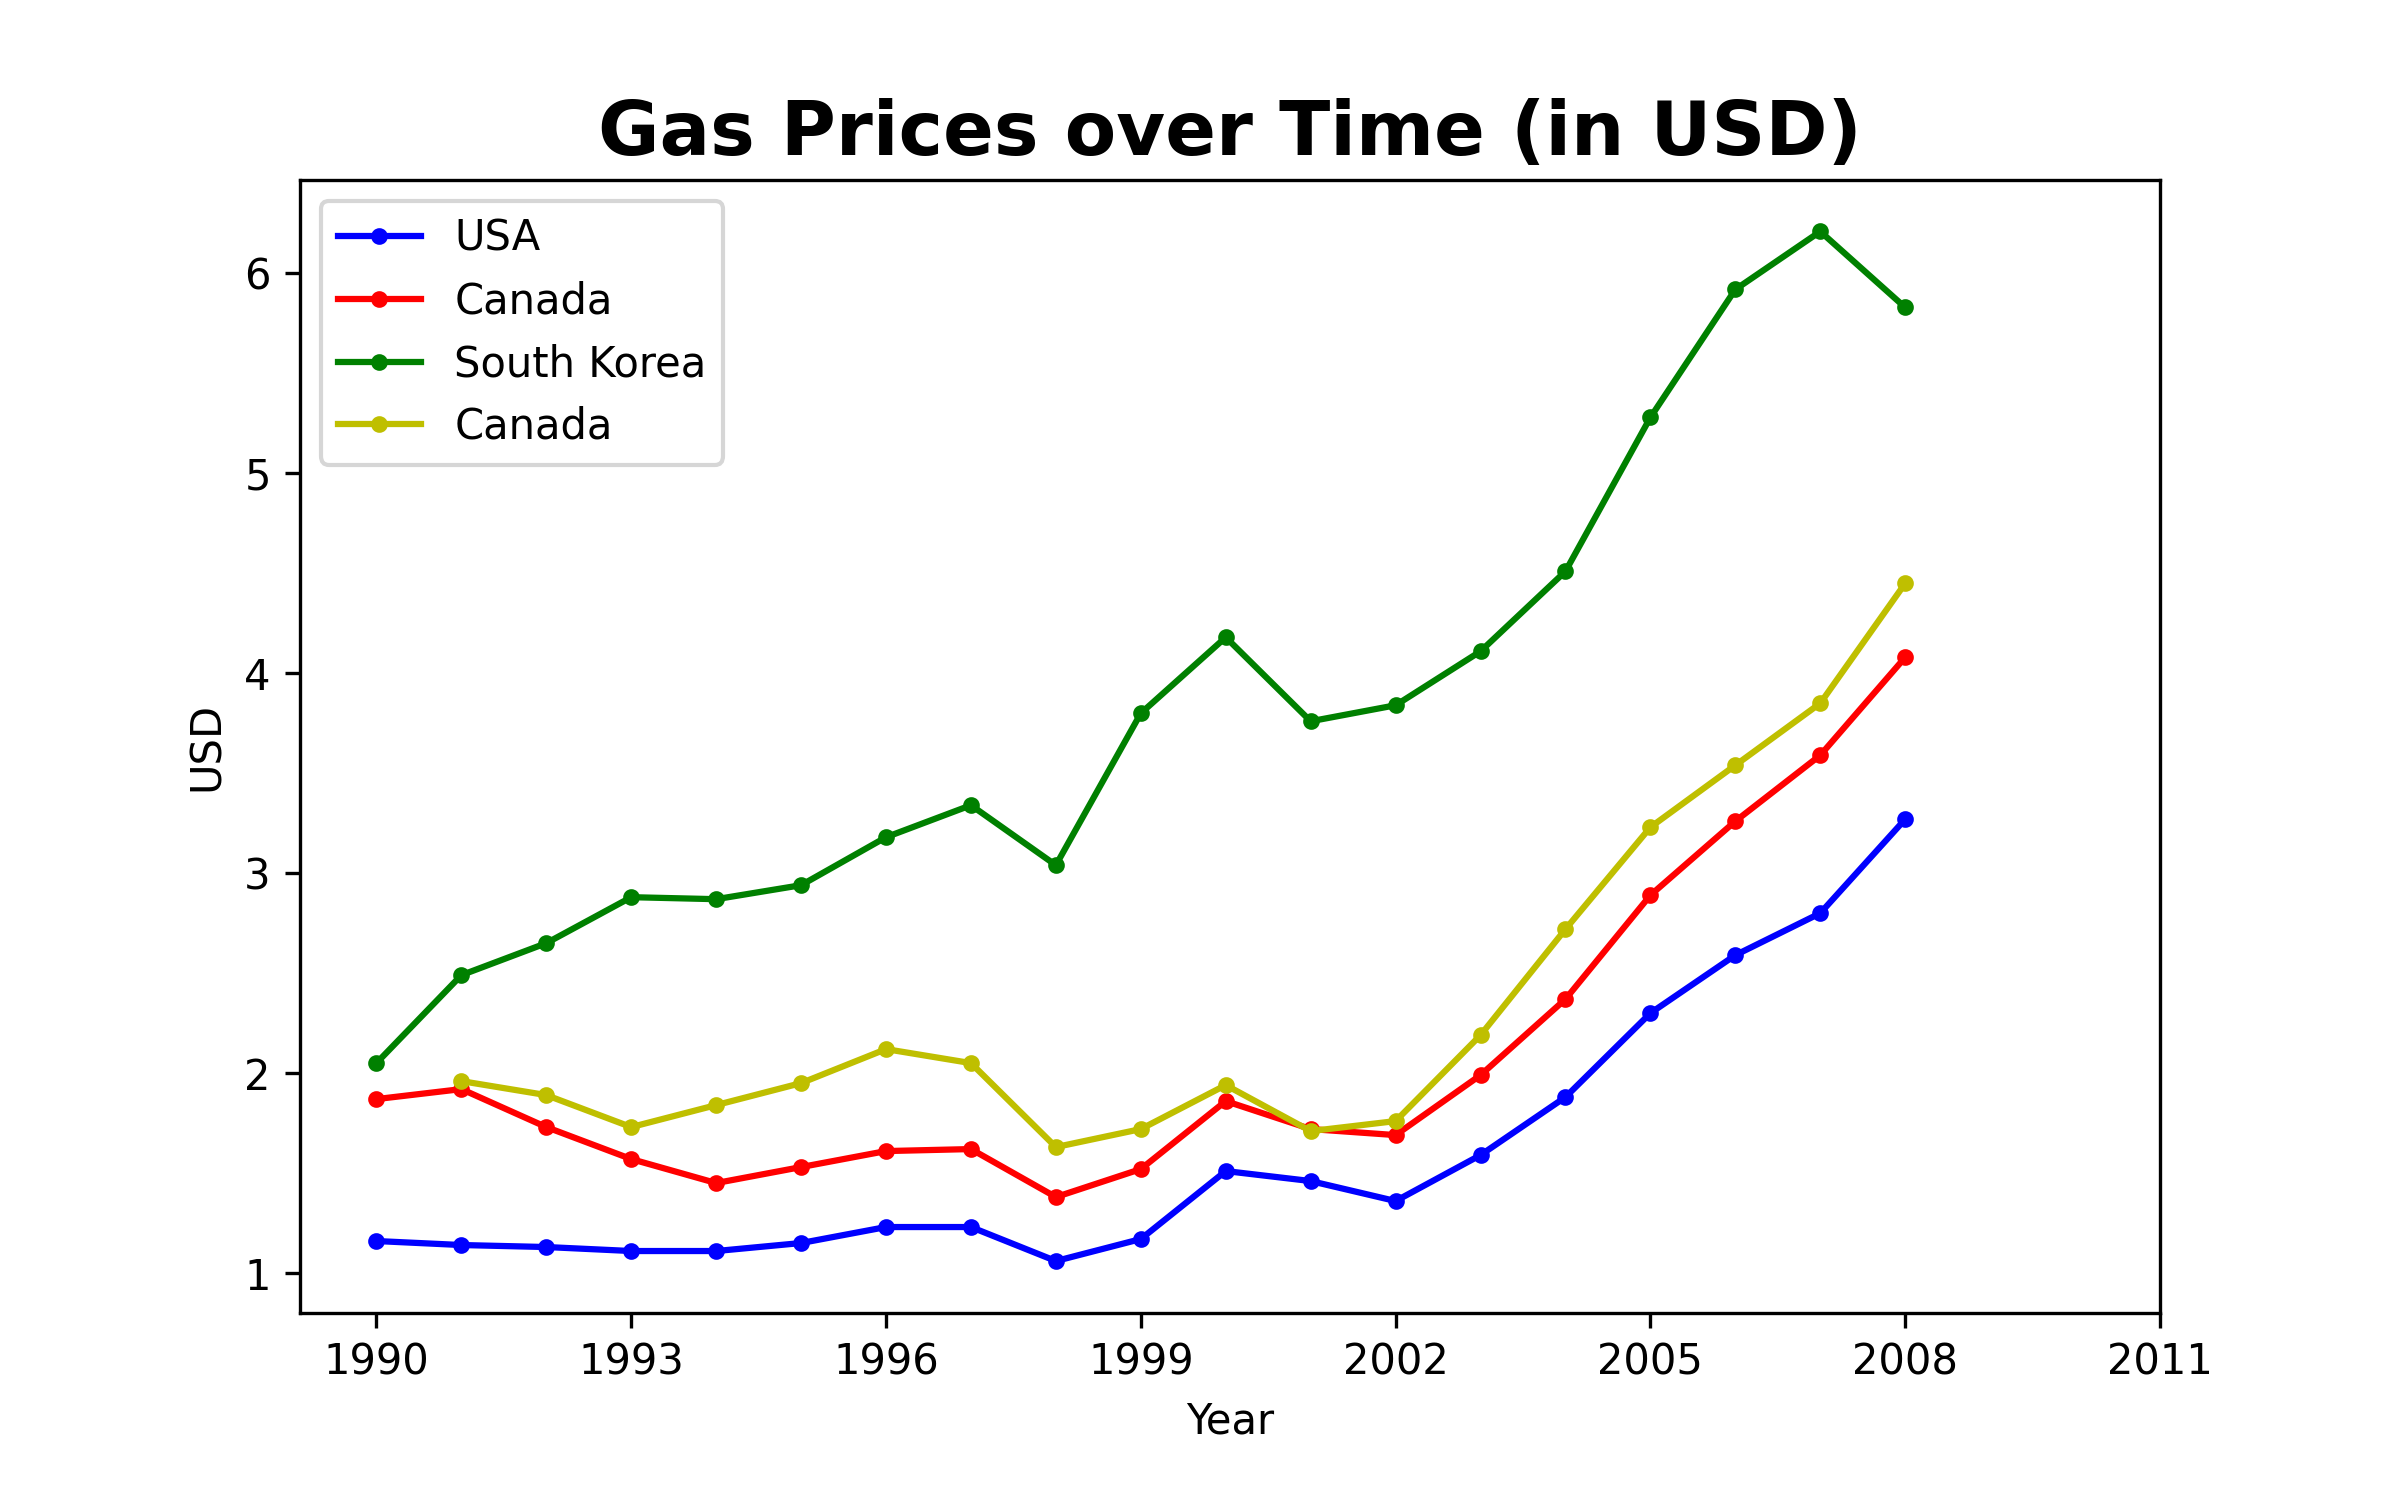 Gas Prices over Time (in USD)
USA
Canada
South Korea
Canada
6
5
4
3
2
1
USD
1990 1993 1996 1999 2002 2005 2008 2011
Year